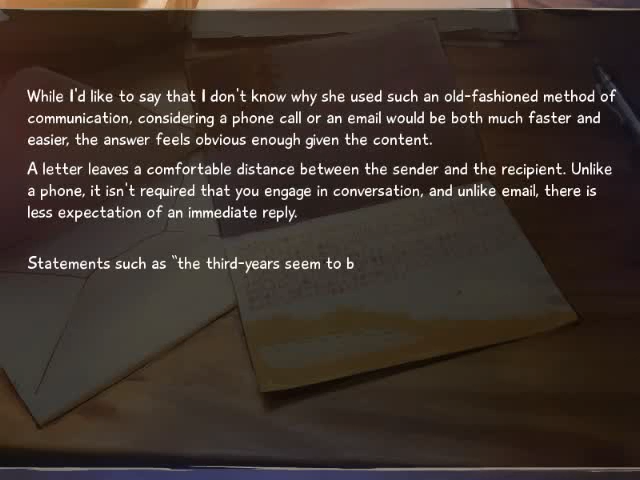 While I'd like to say that I don't know why she used such an old-fashioned method of
communication, considering a phone call or an email would be both much faster and
easier, the answer feels obvious enough given the content.
A letter leaves a comfortable distance between the sender and the recipient. Unlike
a phone, it isn't required that you engage in conversation, and unlike email, there is
less expectation of an immediate reply.
Statements such as “the third-years seem to b